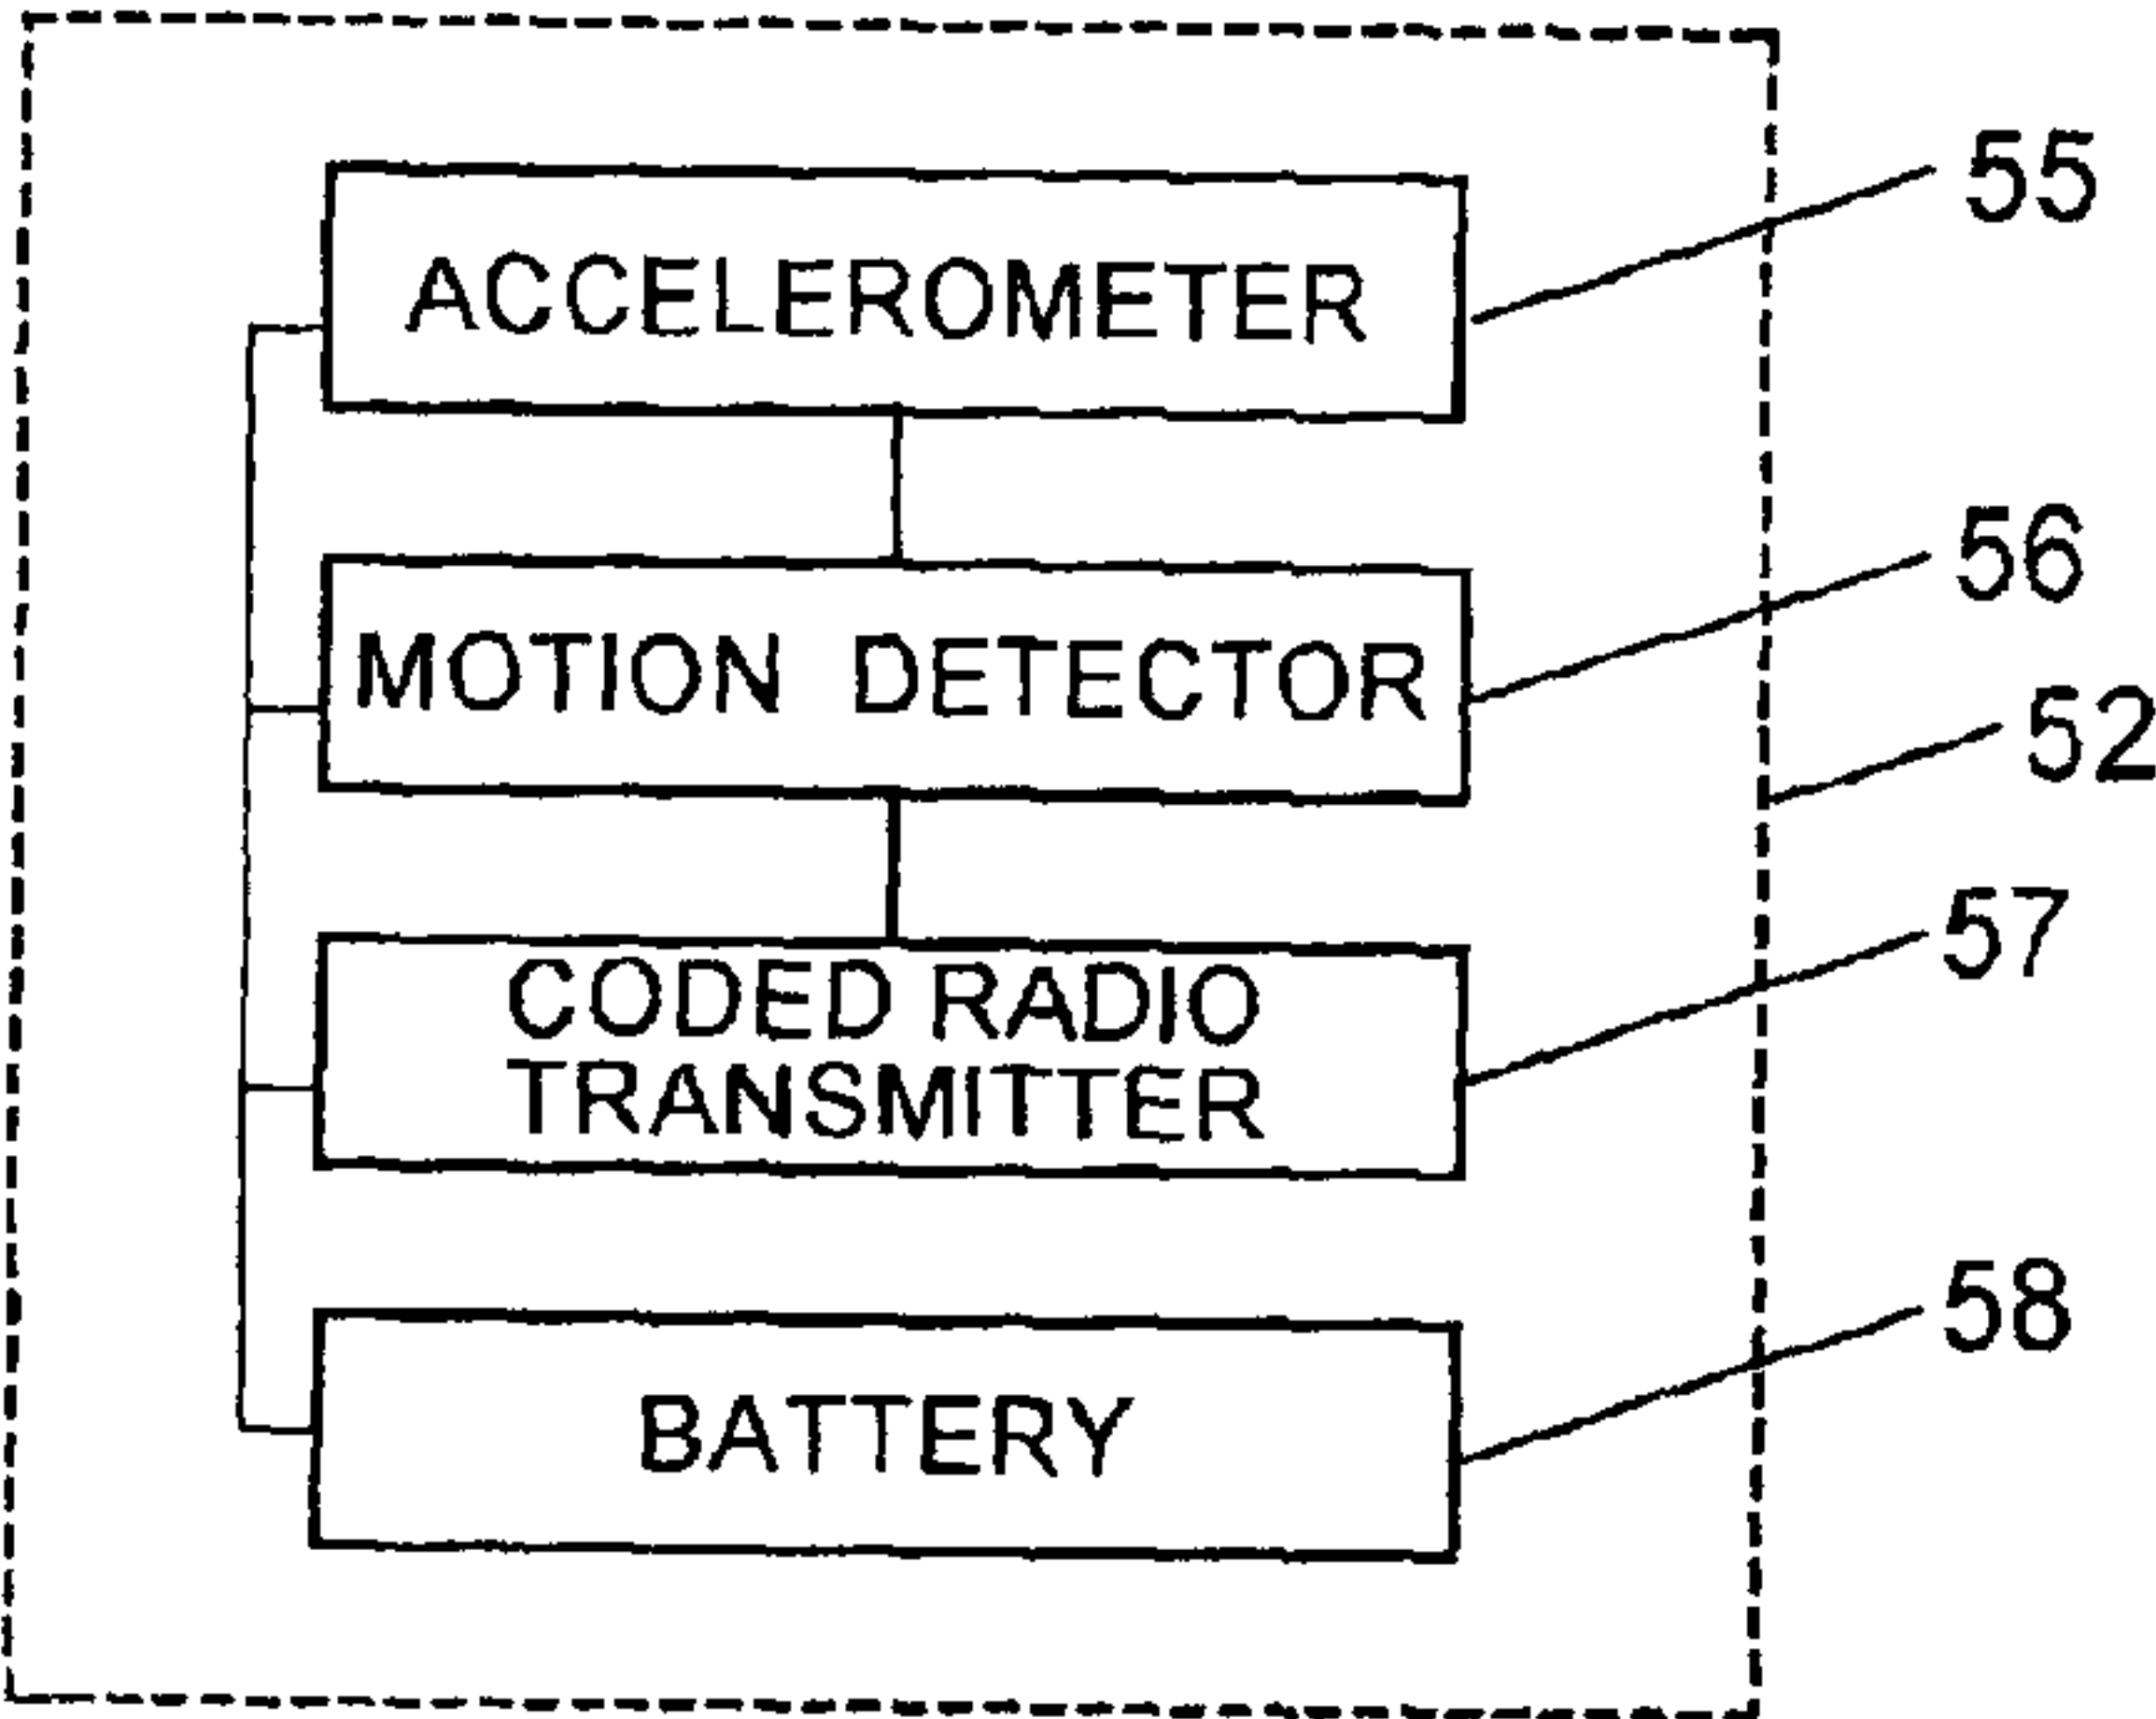 ACCELEROMETER
55
MOTION DETECTOR
56
52
CODED RADIO
TRANSMITTER
57
BATTERY
58